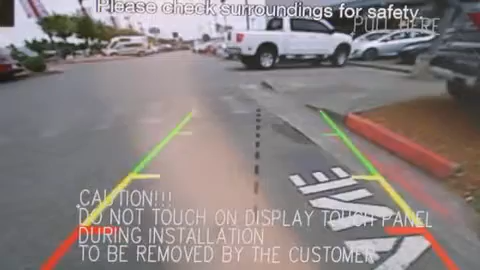 Please check surroundings for safety
PULL HERE
CAUTION!!!
DO NOT TOUCH ON DISPLAY TOUCH PANEL
DURING INSTALLATION
TO BE REMOVED BY THE CUSTOMER